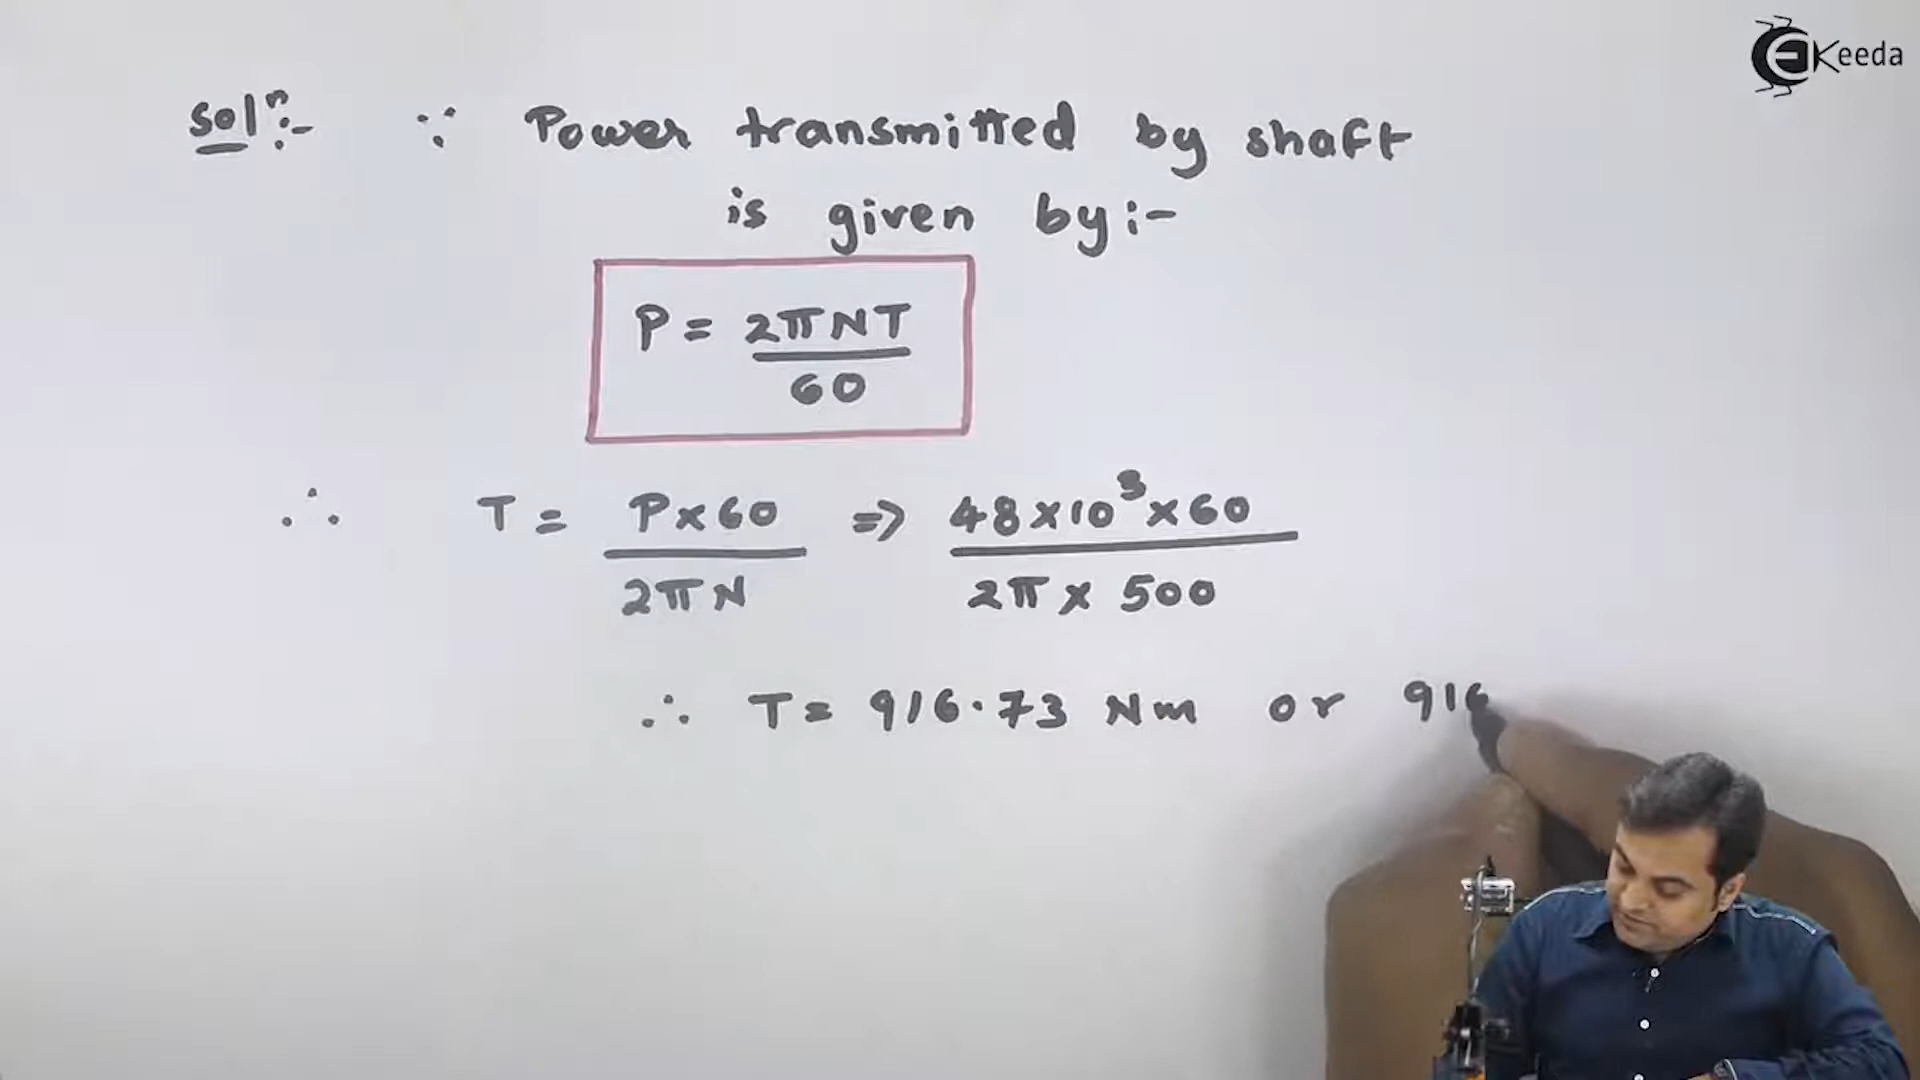 EKeeda
solⁿ:- ∵ Power transmitted by shaft
is given by:-
P = 2πNT / 60
∴ T = P×60 / 2πN ⇒ 48×10³×60 / 2π × 500
∴ T = 916.73 Nm or 916